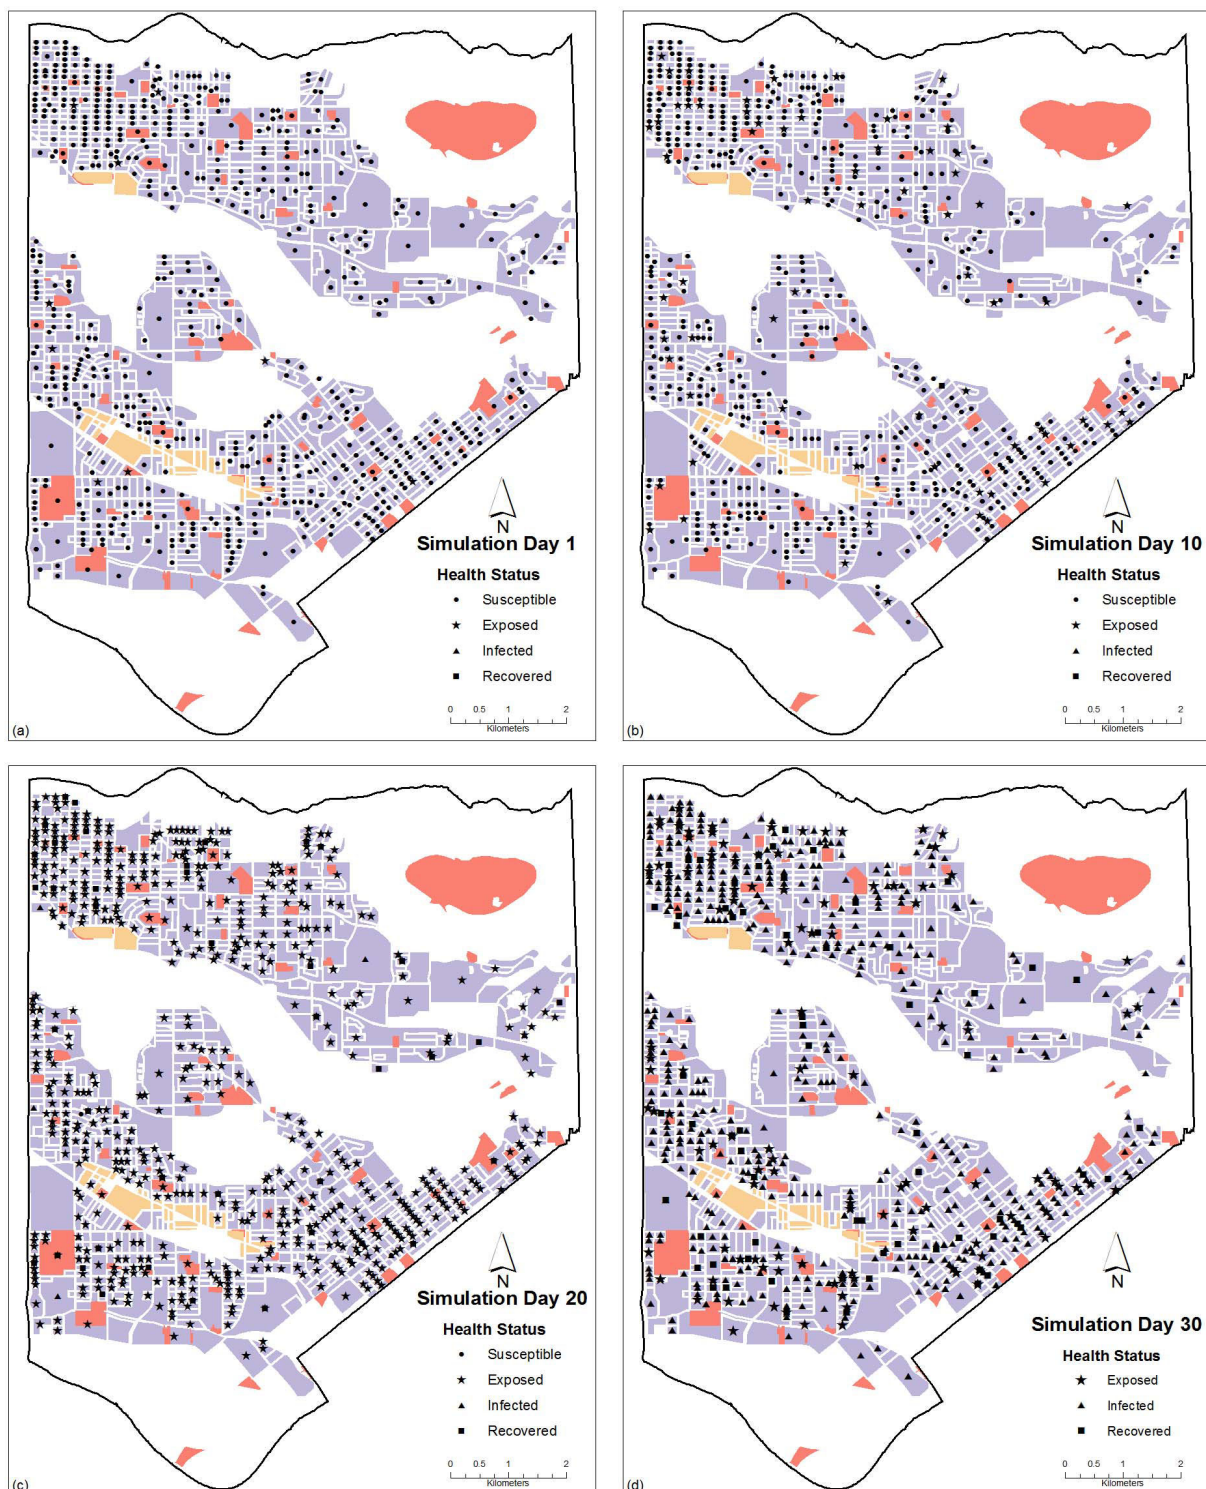 N
Simulation Day 1
Health Status
Susceptible
Exposed
Infected
Recovered
0 0.5 1 2
Kilometers
(a)
N
Simulation Day 10
Health Status
Susceptible
Exposed
Infected
Recovered
0 0.5 1 2
Kilometers
(b)
N
Simulation Day 20
Health Status
Susceptible
Exposed
Infected
Recovered
0 0.5 1 2
Kilometers
(c)
N
Simulation Day 30
Health Status
Exposed
Infected
Recovered
0 0.5 1 2
Kilometers
(d)